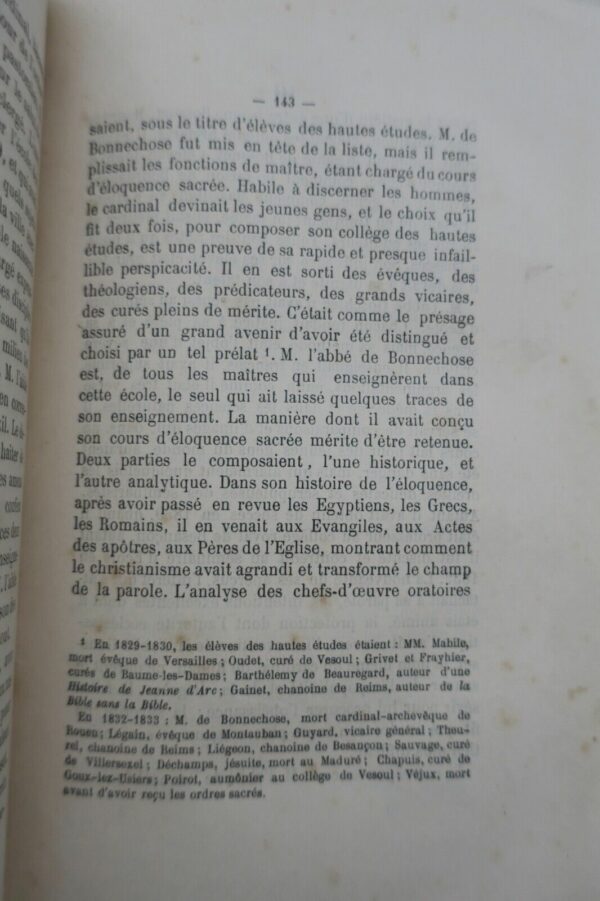 — 143 —
saient, sous le titre d'élèves des hautes études. M. de
Bonnechose fut mis en tête de la liste, mais il rem-
plissait les fonctions de maître, étant chargé du cours
d'éloquence sacrée. Habile à discerner les hommes,
le cardinal devinait les jeunes gens, et le choix qu'il
fit deux fois, pour composer son collège des hautes
études, est une preuve de sa rapide et presque infail-
lible perspicacité. Il en est sorti des évêques, des
théologiens, des prédicateurs, des grands vicaires,
des curés pleins de mérite. C'était comme le présage
assuré d'un grand avenir d'avoir été distingué et
choisi par un tel prélat ¹. M. l'abbé de Bonnechose
est, de tous les maîtres qui enseignèrent dans
cette école, le seul qui ait laissé quelques traces de
son enseignement. La manière dont il avait conçu
son cours d'éloquence sacrée mérite d'être retenue.
Deux parties le composaient, l'une historique, et
l'autre analytique. Dans son histoire de l'éloquence,
après avoir passé en revue les Egyptiens, les Grecs,
les Romains, il en venait aux Evangiles, aux Actes
des apôtres, aux Pères de l'Eglise, montrant comment
le christianisme avait agrandi et transformé le champ
de la parole. L'analyse des chefs-d'œuvre oratoires
¹ En 1829-1830, les élèves des hautes études étaient : MM. Mabile,
mort évêque de Versailles ; Oudet, curé de Vesoul ; Grivet et Frayhier,
curés de Baume-les-Dames ; Barthélemy de Beauregard, auteur d'une
Histoire de Jeanne d'Arc ; Gainet, chanoine de Reims, auteur de la
Bible sans la Bible.
En 1832-1833 : M. de Bonnechose, mort cardinal-archevêque de
Rouen ; Légain, évêque de Montauban ; Guyard, vicaire général ; Thou-
rel, chanoine de Reims ; Liégeon, chanoine de Besançon ; Sauvage, curé
de Villersexel ; Déchamps, jésuite, mort au Maduré ; Chapuis, curé de
Goux-lez-Usiers ; Poirot, aumônier au collège de Vesoul ; Véjux, mort
avant d'avoir reçu les ordres sacrés.